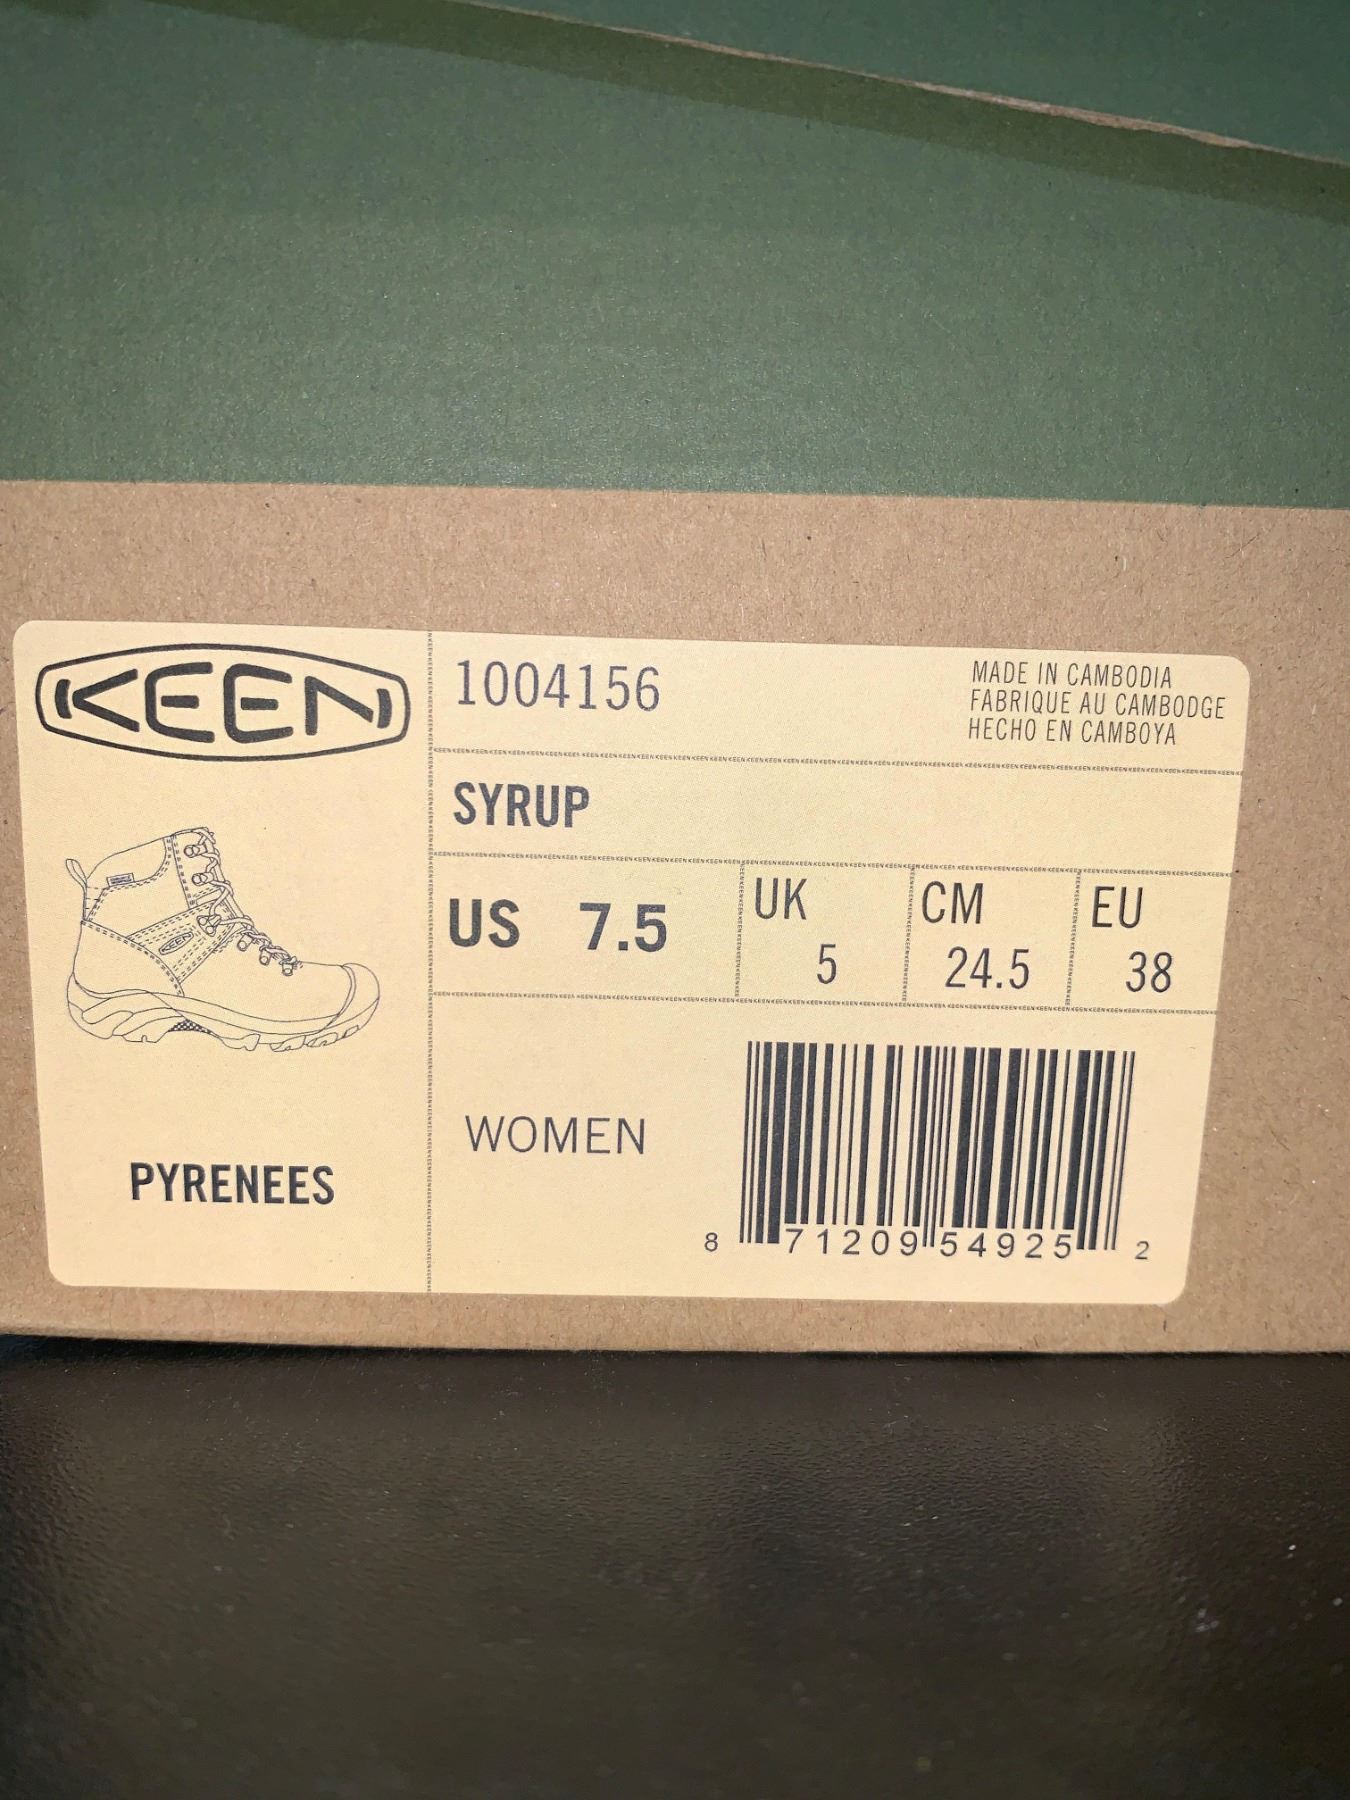 KEEN
1004156
MADE IN CAMBODIA
FABRIQUE AU CAMBODGE
HECHO EN CAMBOYA
SYRUP
US 7.5
UK 5
CM 24.5
EU 38
WOMEN
PYRENEES
8 71209 54925 2